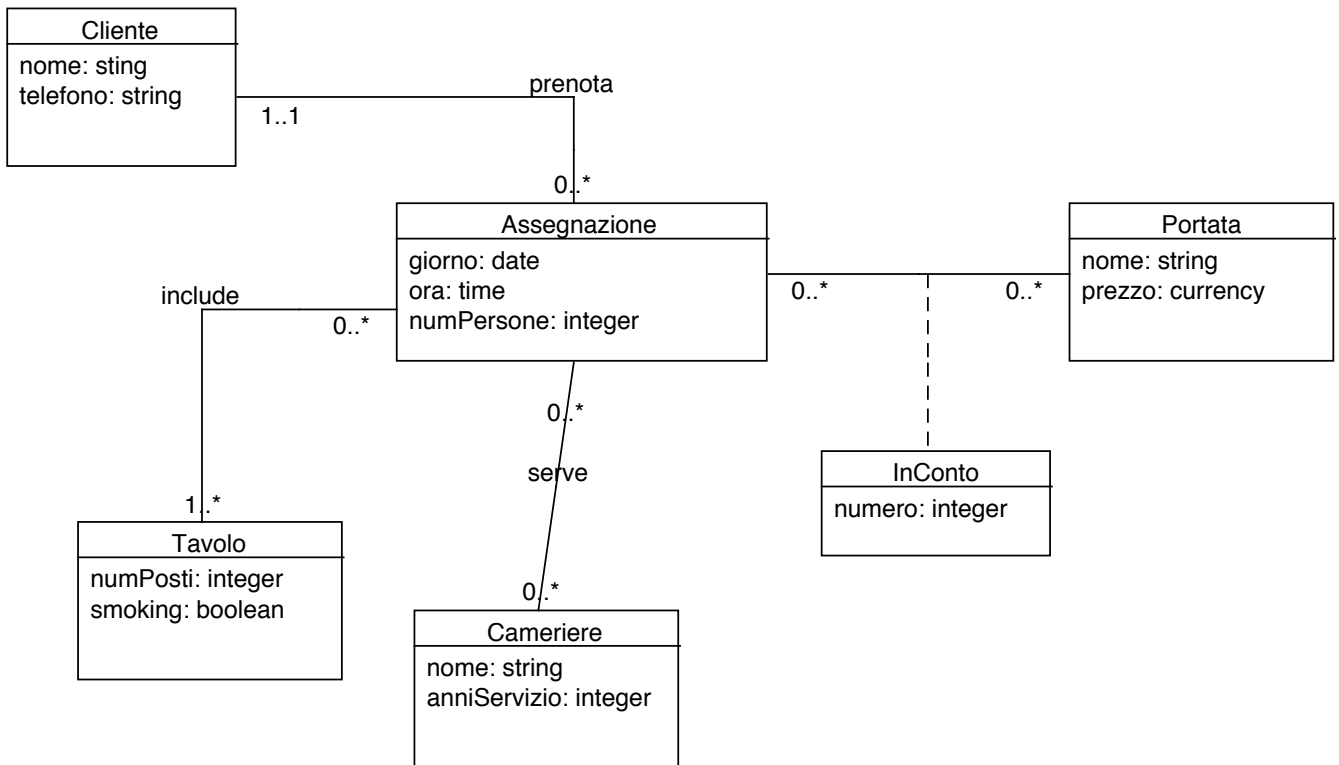 Cliente
nome: sting
telefono: string
prenota
1..1
0..*
Assegnazione
giorno: date
ora: time
numPersone: integer
Portata
nome: string
prezzo: currency
0..*
0..*
include
0..*
0..*
serve
InConto
numero: integer
1..*
Tavolo
numPosti: integer
smoking: boolean
0..*
Cameriere
nome: string
anniServizio: integer